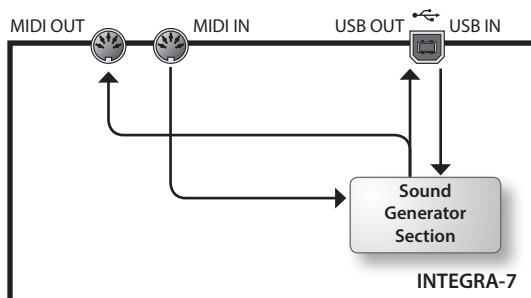 MIDI OUT
MIDI IN
USB OUT
USB IN
Sound
Generator
Section
INTEGRA-7